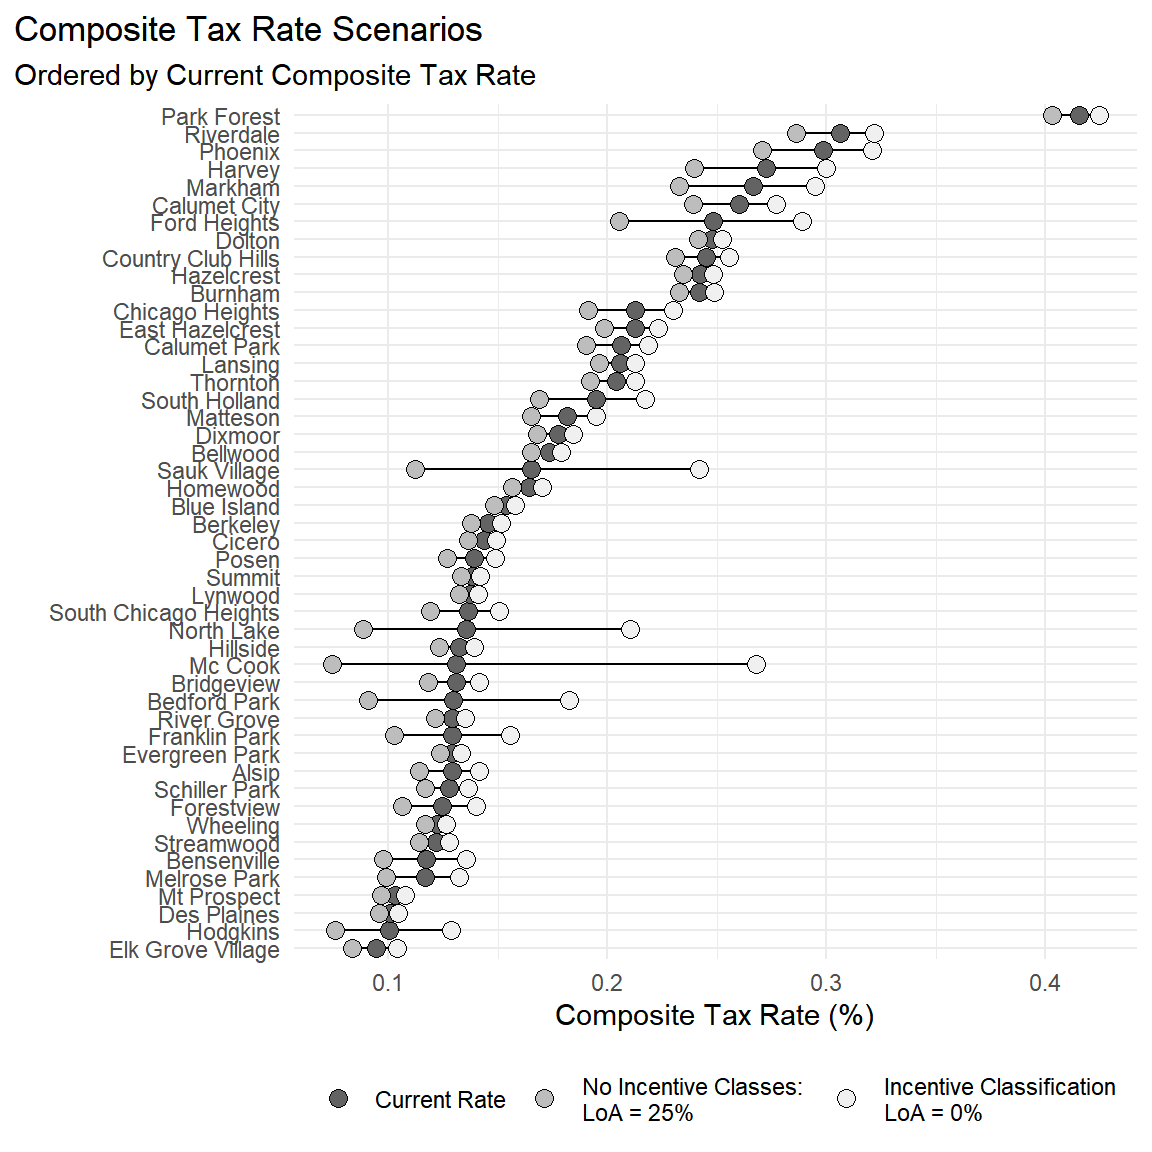 Composite Tax Rate Scenarios
Ordered by Current Composite Tax Rate
Park Forest
Riverdale
Phoenix
Harvey
Markham
Calumet City
Ford Heights
Dolton
Country Club Hills
Hazelcrest
Burnham
Chicago Heights
East Hazelcrest
Calumet Park
Lansing
Thornton
South Holland
Matteson
Dixmoor
Bellwood
Sauk Village
Homewood
Blue Island
Berkeley
Cicero
Posen
Summit
Lynwood
South Chicago Heights
North Lake
Hillside
Mc Cook
Bridgeview
Bedford Park
River Grove
Franklin Park
Evergreen Park
Alsip
Schiller Park
Forestview
Wheeling
Streamwood
Bensenville
Melrose Park
Mt Prospect
Des Plaines
Hodgkins
Elk Grove Village
0.1 0.2 0.3 0.4
Composite Tax Rate (%)
Current Rate
No Incentive Classes:
LoA = 25%
Incentive Classification
LoA = 0%